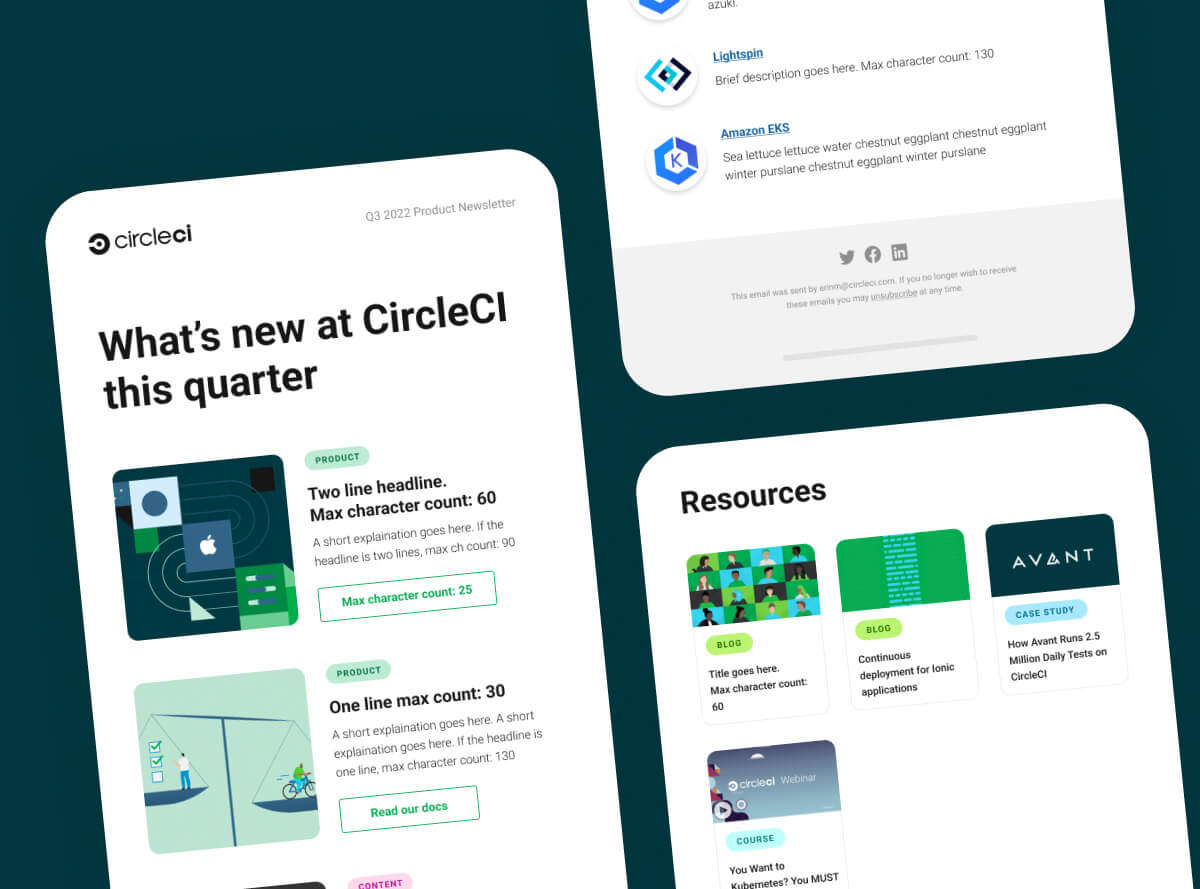 circleci
Q3 2022 Product Newsletter
What's new at CircleCI
this quarter
PRODUCT
Two line headline.
Max character count: 60
A short explaination goes here. If the
headline is two lines, max ch count: 90
Max character count: 25
PRODUCT
One line max count: 30
A short explaination goes here. A short
explaination goes here. If the headline is
one line, max character count: 130
Read our docs
CONTENT
azuki.
Lightspin
Brief description goes here. Max character count: 130
Amazon EKS
K
Sea lettuce lettuce water chestnut eggplant chestnut eggplant
winter purslane chestnut eggplant winter purslane
in
This email was sent by erinm@circleci.com. If you no longer wish to receive
these emails you may unsubscribe at any time.
Resources
BLOG
Title goes here.
Max character count:
60
BLOG
Continuous
deployment for Ionic
applications
AVANT
CASE STUDY
How Avant Runs 2.5
Million Daily Tests on
CircleCI
circleci Webinar
COURSE
You Want to
Kubernetes? You MUST